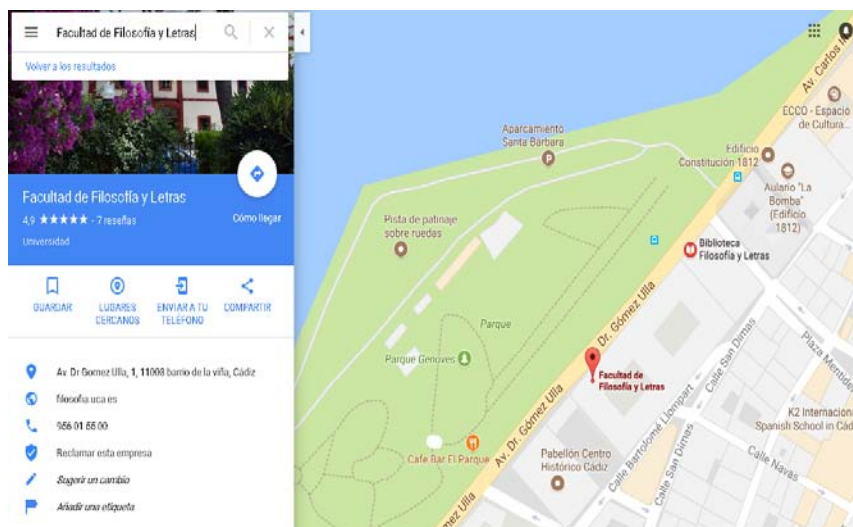 Facultad de Filosofía y Letras
Volver a los resultados
Facultad de Filosofía y Letras
4,9 ★★★★★ - 7 reseñas
Cómo llegar
Universidad
GUARDAR
LUGARES
CERCANOS
ENVIAR A TU
TELÉFONO
COMPARTIR
Av. Dr Gomez Ulla, 1, 11003 barrio de la viña, Cádiz
filosofia.uca.es
956 01 55 00
Reclamar esta empresa
Sugerir un cambio
Añadir una etiqueta
Av. Carlos
ECCO - Espacio
de Cultura...
Aparcamiento
Santa Bárbara
Edificio
Constitución 1812
Aulario "La
Bomba"
(Edificio
1812)
Pista de patinaje
sobre ruedas
Biblioteca
Filosofía y Letras
Dr. Gómez Ulla
Parque
Parque Genoves
Facultad de
Filosofía y Letras
Calle San Dimas
Plaza Mentide
K2 Internacional
Spanish School in Cád
Calle Bartolomé Llompart
Calle San Dimas
Calle Navas
Cafe Bar El Parque
Av. Dr. Gómez Ulla
Pabellón Centro
Histórico Cádiz
mez Ulla